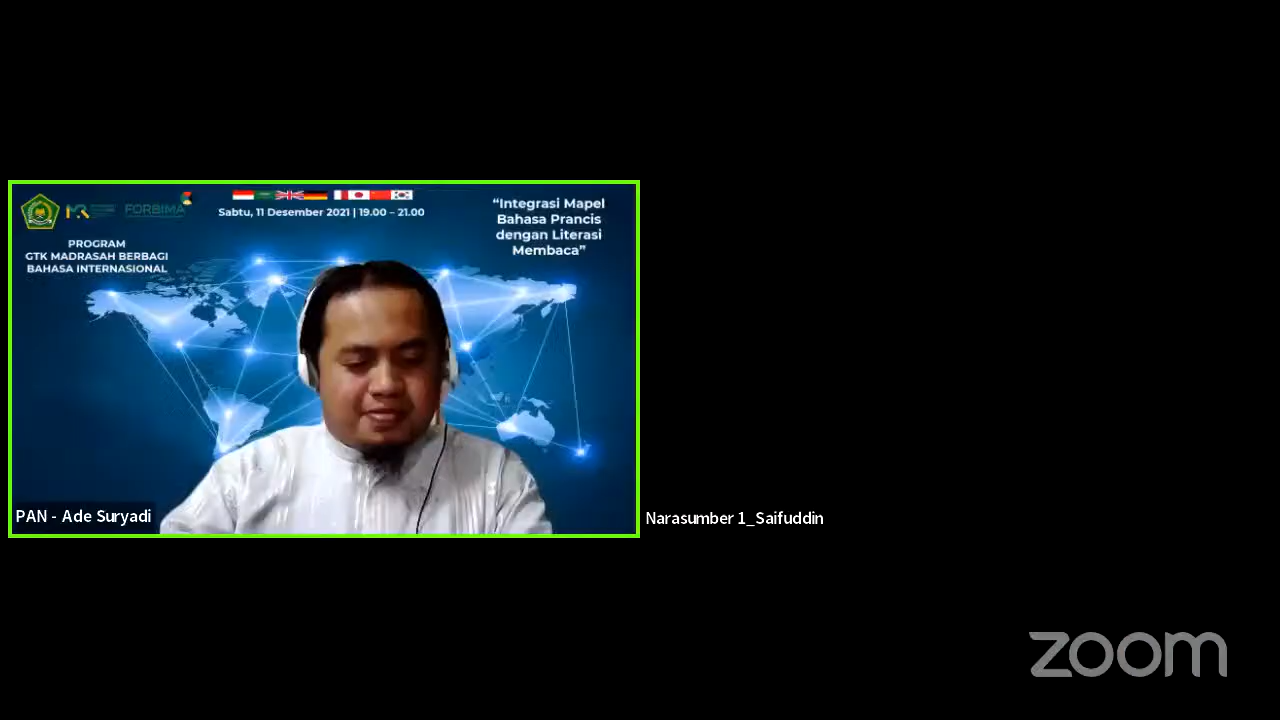 FORBIMA
Sabtu, 11 Desember 2021 | 19.00 – 21.00
“Integrasi Mapel
Bahasa Prancis
dengan Literasi
Membaca”
PROGRAM
GTK MADRASAH BERBAGI
BAHASA INTERNASIONAL
PAN - Ade Suryadi
Narasumber 1_Saifuddin
zoom